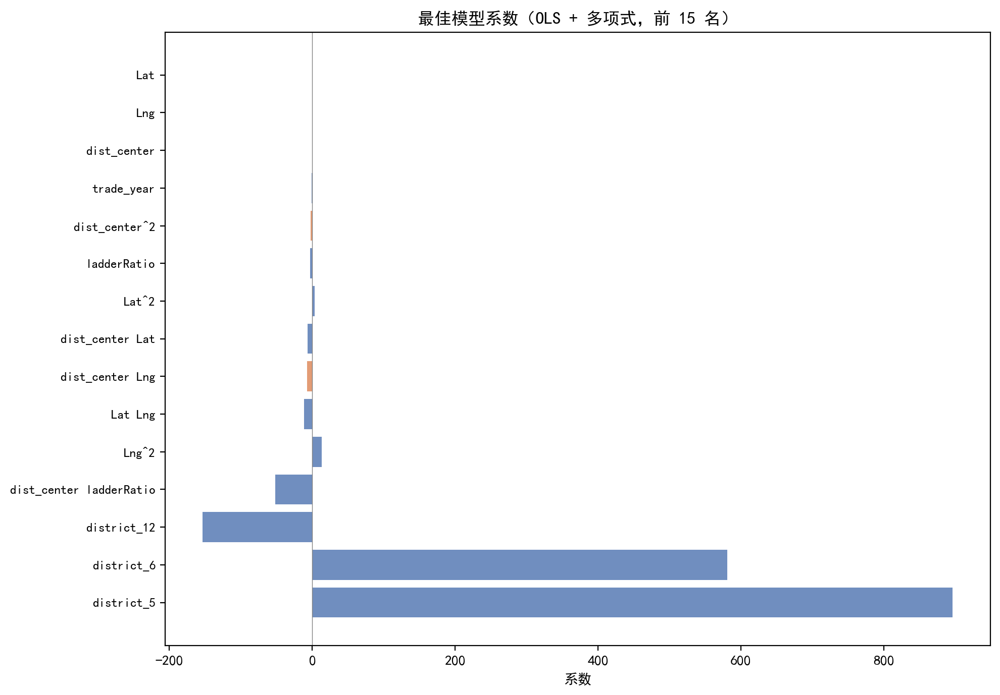 最佳模型系数（OLS + 多项式，前 15 名）
Lat
Lng
dist_center
trade_year
dist_center^2
ladderRatio
Lat^2
dist_center Lat
dist_center Lng
Lat Lng
Lng^2
dist_center ladderRatio
district_12
district_6
district_5
−200 0 200 400 600 800
系数